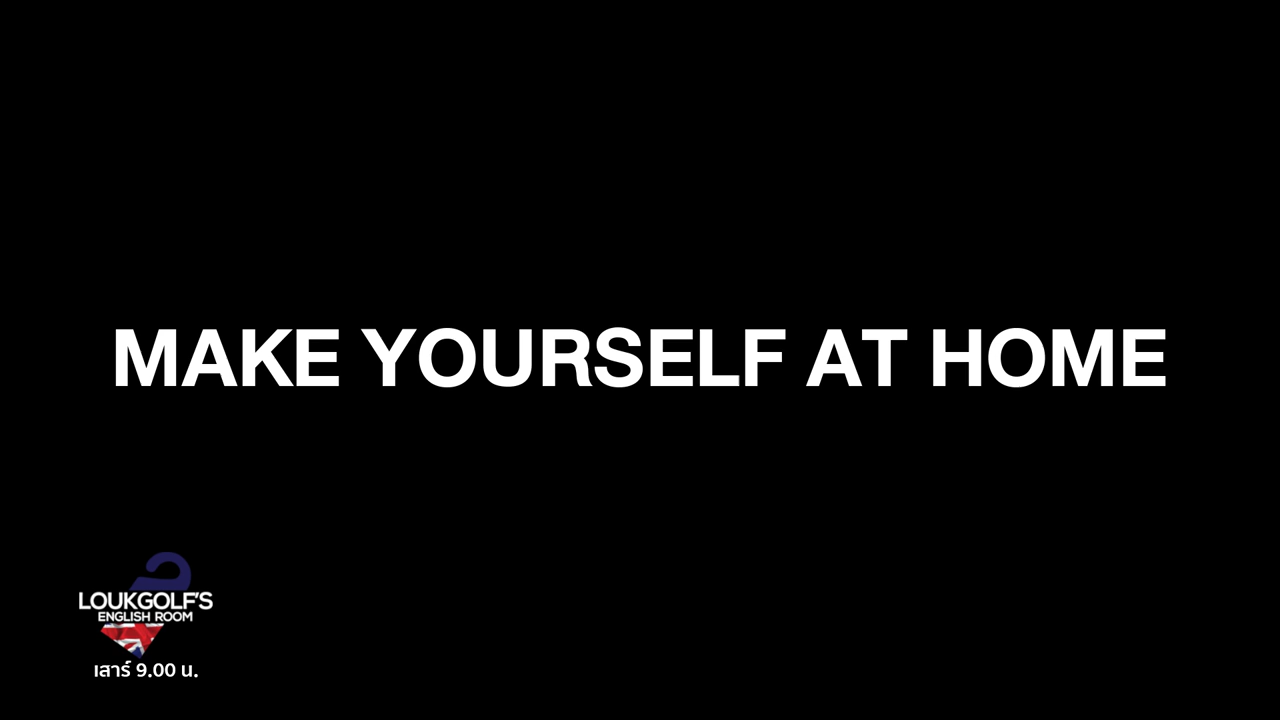 MAKE YOURSELF AT HOME
LOUKGOLF'S
ENGLISH ROOM
เสาร์ 9.00 น.